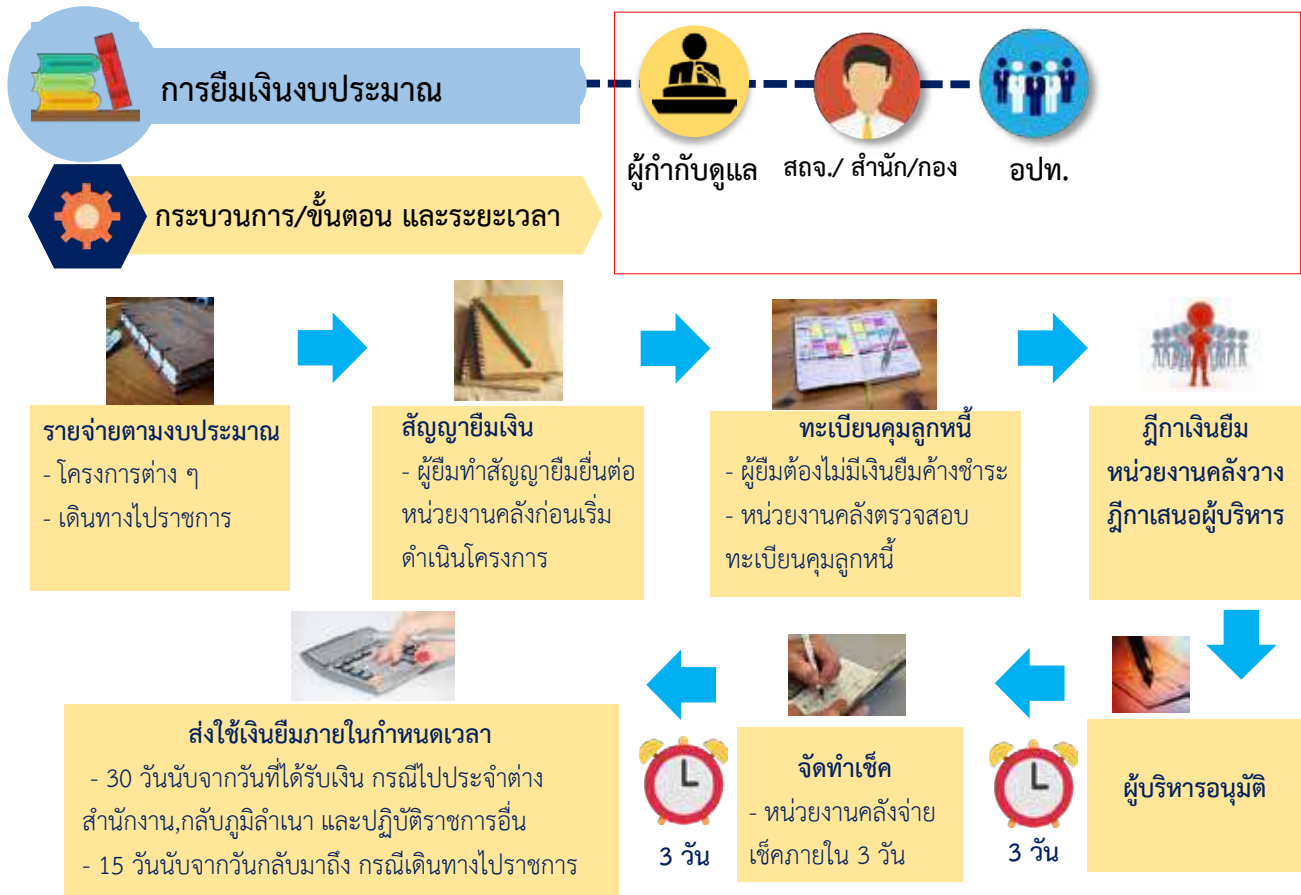 การยืมเงินงบประมาณ
ผู้กำกับดูแล
สถจ./ สำนัก/กอง
อปท.
กระบวนการ/ขั้นตอน และระยะเวลา
รายจ่ายตามงบประมาณ
- โครงการต่าง ๆ
- เดินทางไปราชการ
สัญญายืมเงิน
- ผู้ยืมทำสัญญายืมยื่นต่อ
หน่วยงานคลังก่อนเริ่ม
ดำเนินโครงการ
ทะเบียนคุมลูกหนี้
- ผู้ยืมต้องไม่มีเงินยืมค้างชำระ
- หน่วยงานคลังตรวจสอบ
ทะเบียนคุมลูกหนี้
ฎีกาเงินยืม
หน่วยงานคลังวาง
ฎีกาเสนอผู้บริหาร
ผู้บริหารอนุมัติ
3 วัน
จัดทำเช็ค
- หน่วยงานคลังจ่าย
เช็คภายใน 3 วัน
3 วัน
ส่งใช้เงินยืมภายในกำหนดเวลา
- 30 วันนับจากวันที่ได้รับเงิน กรณีไปประจำต่าง
สำนักงาน,กลับภูมิลำเนา และปฏิบัติราชการอื่น
- 15 วันนับจากวันกลับมาถึง กรณีเดินทางไปราชการ